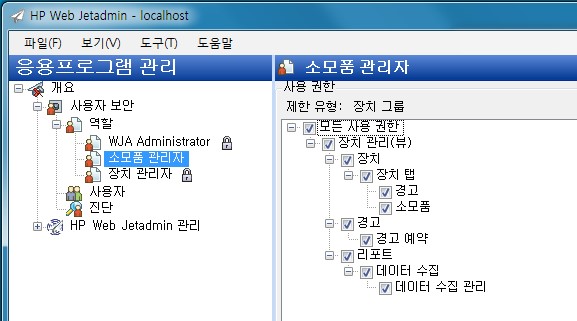 HP Web Jetadmin - localhost
파일(F) 보기(V) 도구(T) 도움말
응용프로그램 관리
개요
사용자 보안
역할
WJA Administrator
소모품 관리자
장치 관리자
사용자
진단
HP Web Jetadmin 관리
소모품 관리자
사용 권한
제한 유형: 장치 그룹
모든 사용 권한
장치 관리(뷰)
장치
장치 탭
경고
소모품
경고
경고 예약
리포트
데이터 수집
데이터 수집 관리